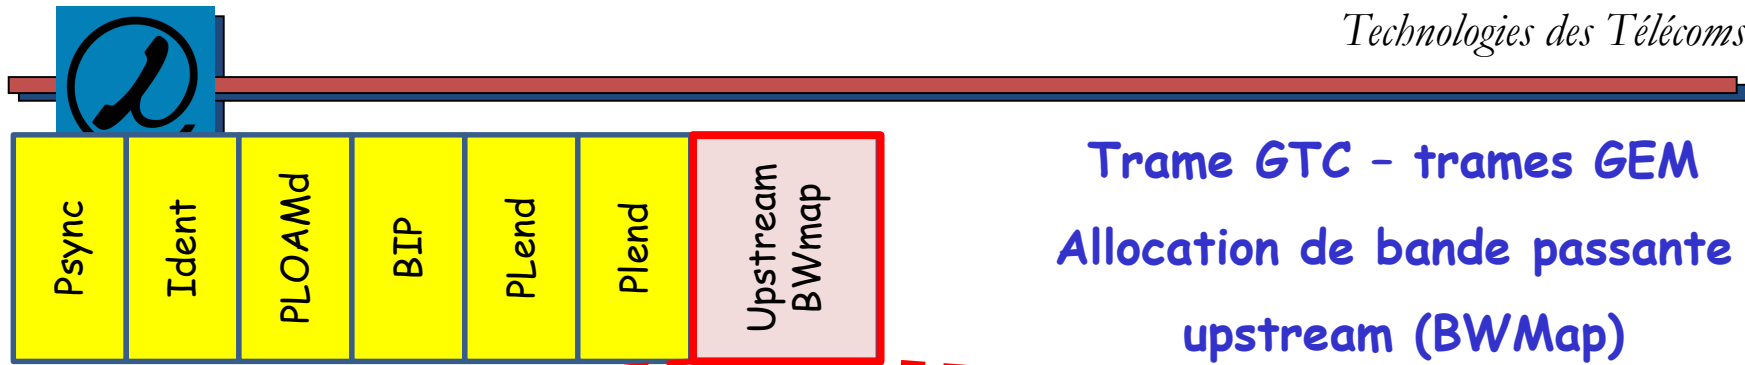 Technologies des Télécoms
Psync
Ident
PLOAMd
BIP
PLend
Plend
Upstream
BWmap
Trame GTC – trames GEM
Allocation de bande passante
upstream (BWMap)